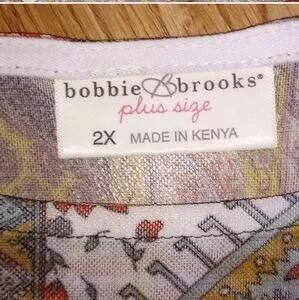 bobbie brooks®
plus size
2X MADE IN KENYA